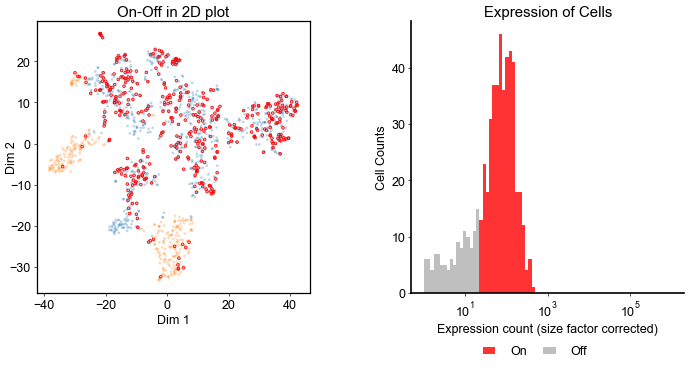 On-Off in 2D plot
Dim 2
20
10
0
−10
−20
−30
−40
−20
0
20
40
Dim 1
Expression of Cells
Cell Counts
40
30
20
10
0
10^1
10^3
10^5
Expression count (size factor corrected)
On
Off